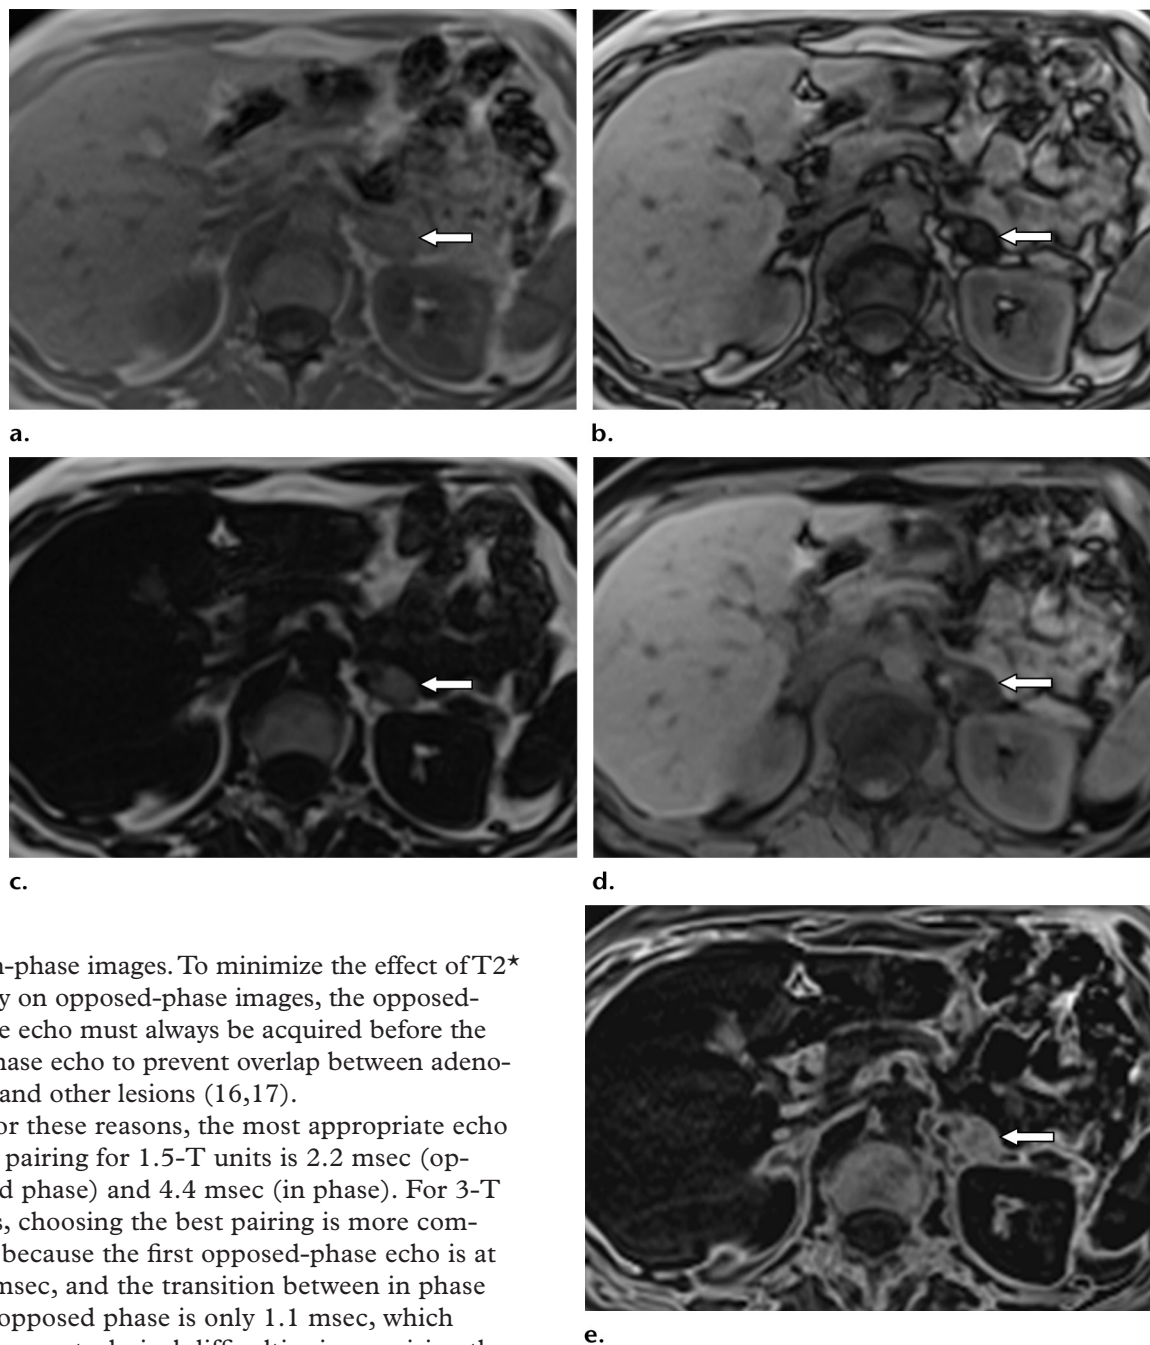 a.
b.
c.
d.
n-phase images. To minimize the effect of T2★
y on opposed-phase images, the opposed-
e echo must always be acquired before the
hase echo to prevent overlap between adeno-
and other lesions (16,17).
or these reasons, the most appropriate echo
pairing for 1.5-T units is 2.2 msec (op-
d phase) and 4.4 msec (in phase). For 3-T
s, choosing the best pairing is more com-
because the first opposed-phase echo is at
msec, and the transition between in phase
opposed phase is only 1.1 msec, which
e.